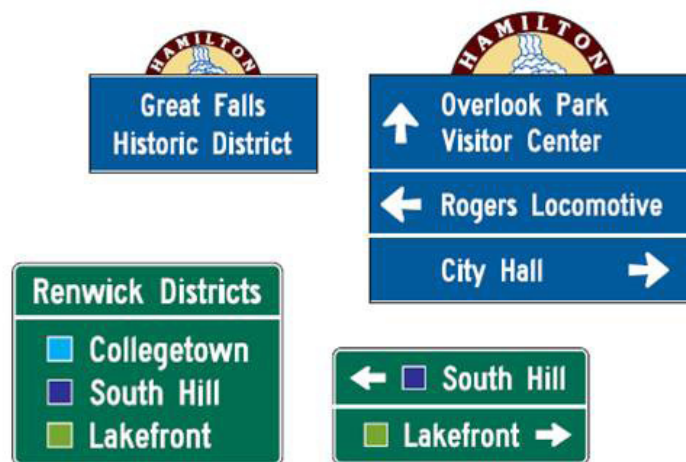 HAMILTON
Great Falls
Historic District
HAMILTON
Overlook Park
Visitor Center
Rogers Locomotive
City Hall
Renwick Districts
Collegetown
South Hill
Lakefront
South Hill
Lakefront